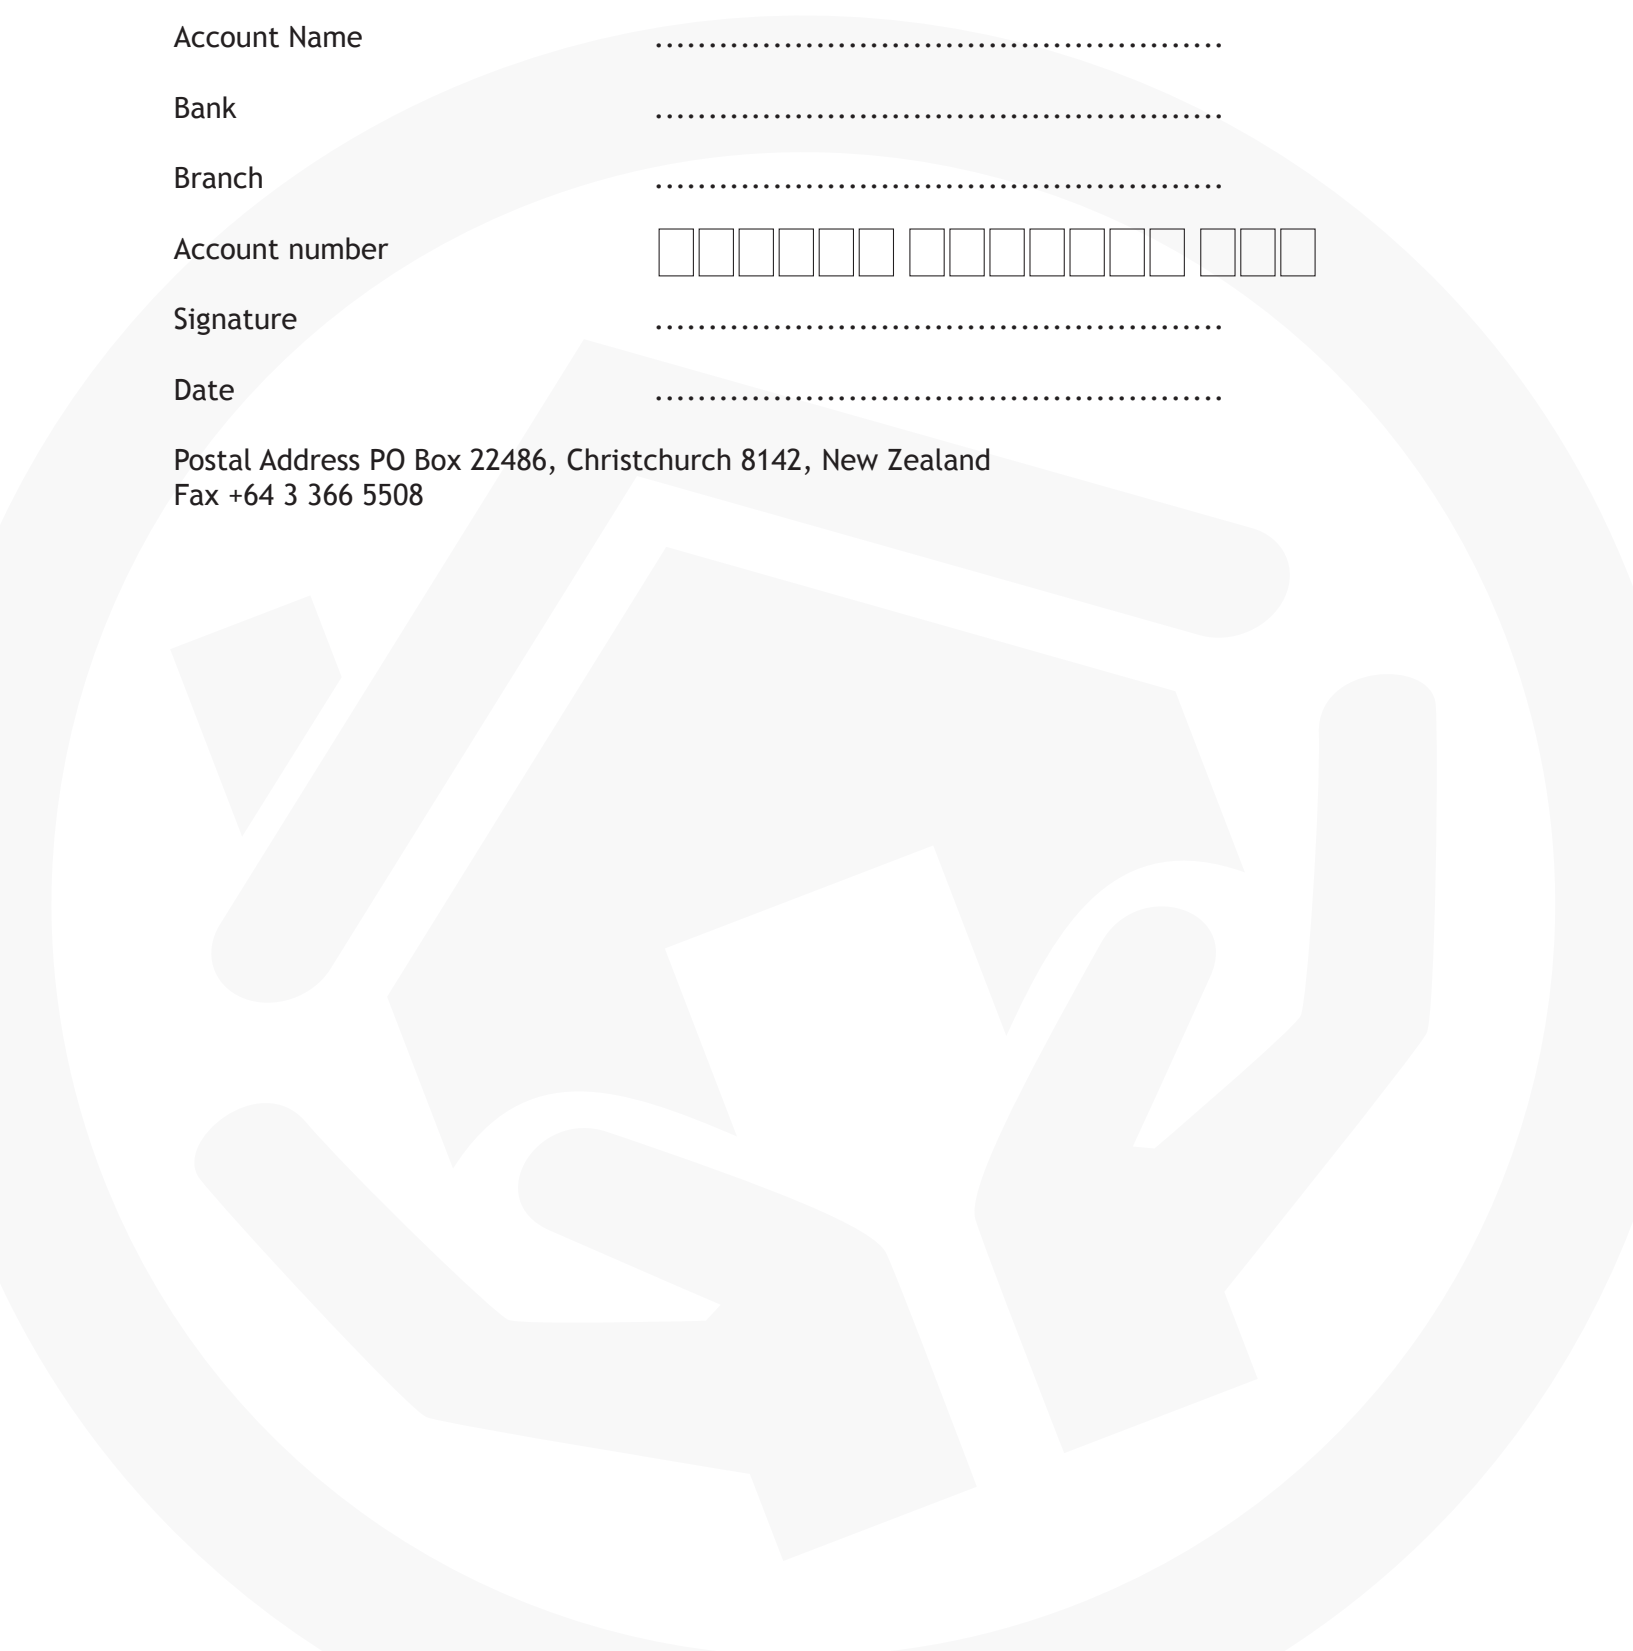 Account Name .....................................................
Bank .....................................................
Branch .....................................................
Account number
Signature .....................................................
Date .....................................................
Postal Address PO Box 22486, Christchurch 8142, New Zealand
Fax +64 3 366 5508